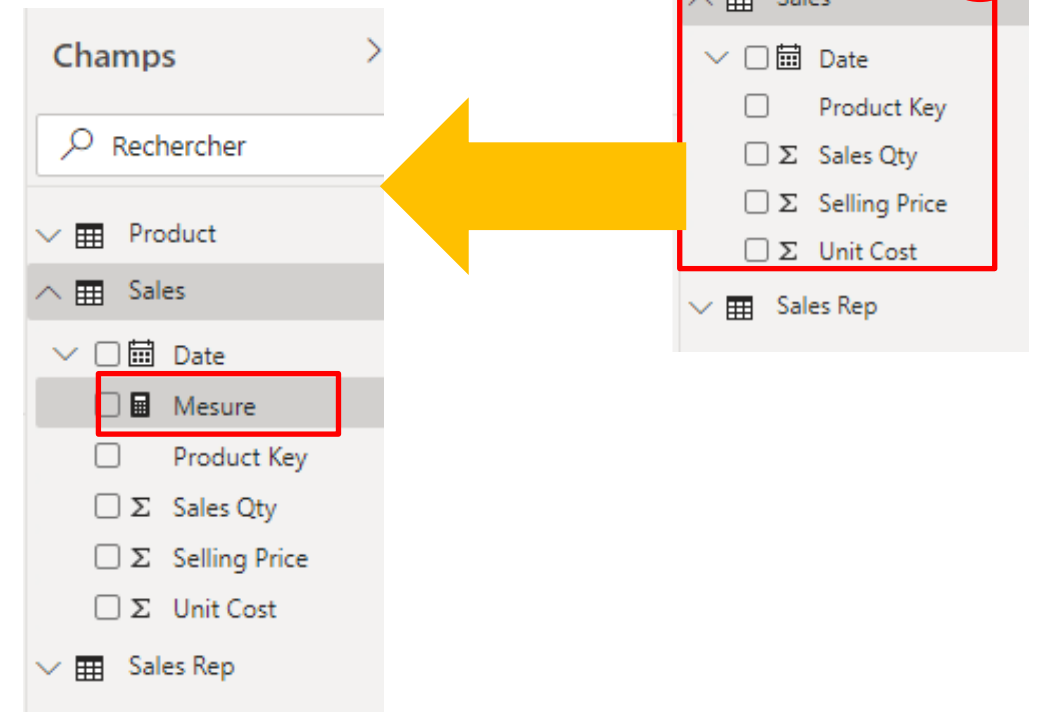 Champs
Rechercher
Product
Sales
Date
Mesure
Product Key
Σ Sales Qty
Σ Selling Price
Σ Unit Cost
Sales Rep
Sales
Date
Product Key
Σ Sales Qty
Σ Selling Price
Σ Unit Cost
Sales Rep